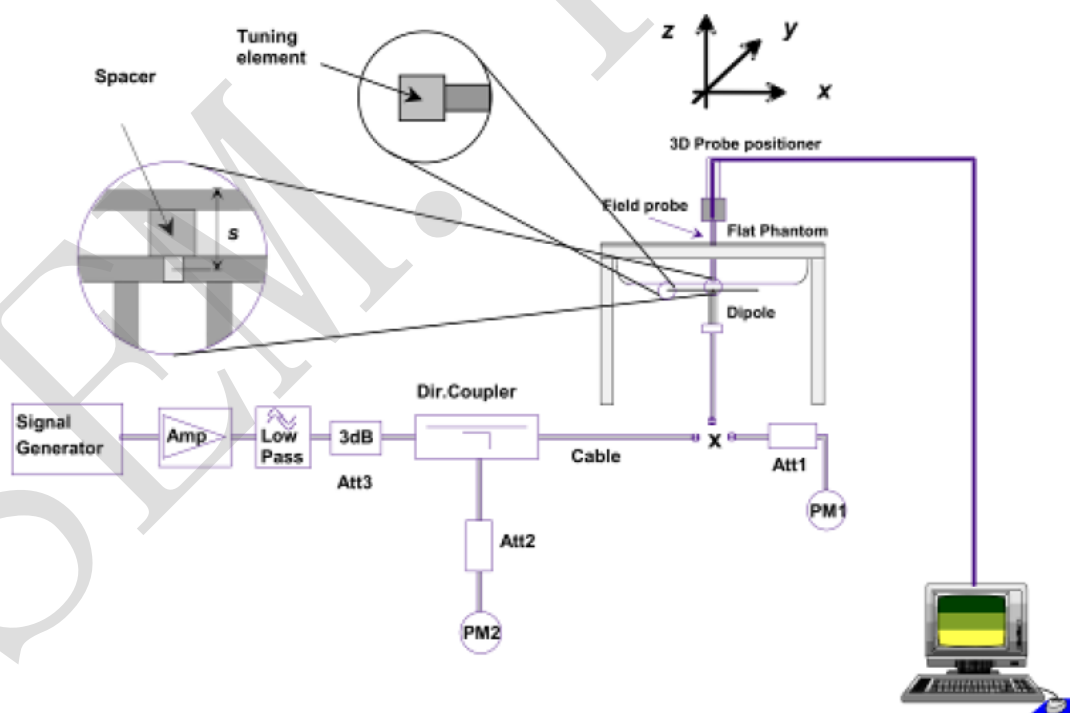 Tuning
element
Spacer
z
y
x
3D Probe positioner
Field probe
Flat Phantom
s
Dipole
Dir.Coupler
Signal
Generator
Amp
Low
Pass
3dB
Att3
Cable
x
Att1
PM1
Att2
PM2